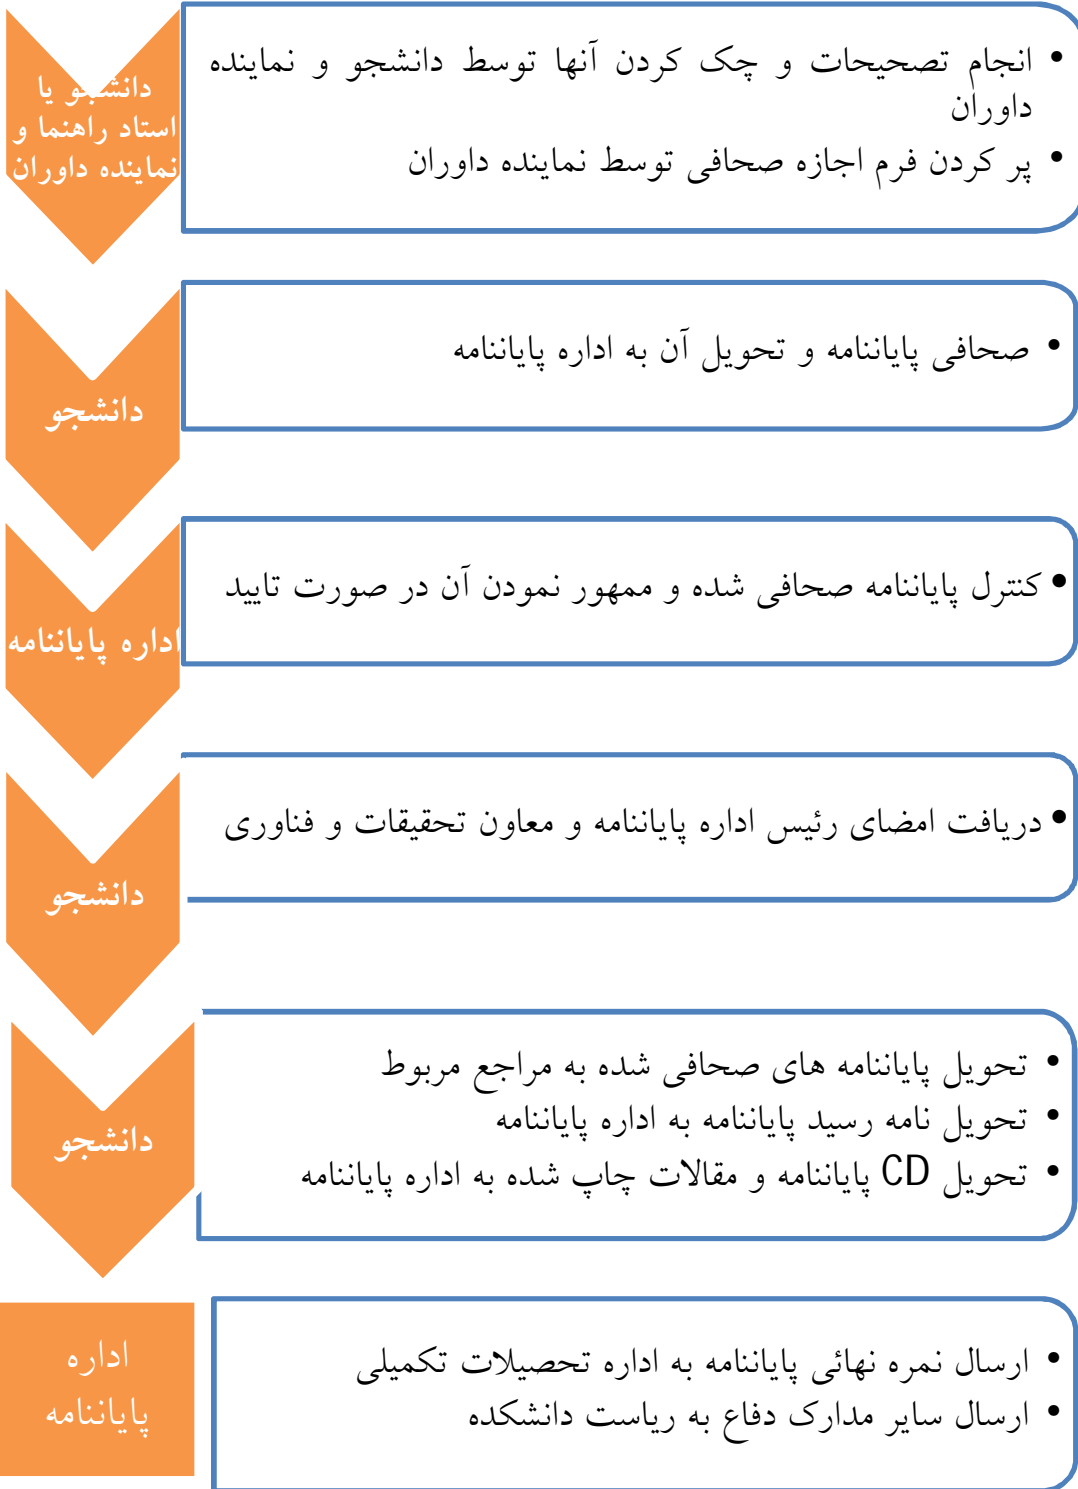 دانشجو یا
استاد راهنما و
نماینده داوران
• انجام تصحیحات و چک کردن آنها توسط دانشجو و نماینده
داوران
• پر کردن فرم اجازه صحافی توسط نماینده داوران
دانشجو
• صحافی پایاننامه و تحویل آن به اداره پایاننامه
اداره پایاننامه
• کنترل پایاننامه صحافی شده و ممهور نمودن آن در صورت تایید
دانشجو
• دریافت امضای رئیس اداره پایاننامه و معاون تحقیقات و فناوری
دانشجو
• تحویل پایاننامه های صحافی شده به مراجع مربوط
• تحویل نامه رسید پایاننامه به اداره پایاننامه
• تحویل CD پایاننامه و مقالات چاپ شده به اداره پایاننامه
اداره
پایاننامه
• ارسال نمره نهائی پایاننامه به اداره تحصیلات تکمیلی
• ارسال سایر مدارک دفاع به ریاست دانشکده